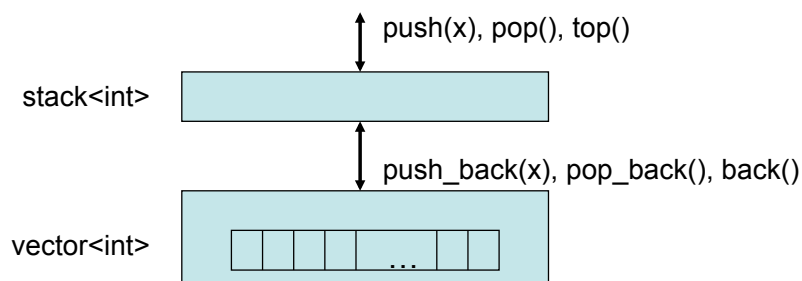 push(x), pop(), top()
stack<int>
push_back(x), pop_back(), back()
vector<int>
...